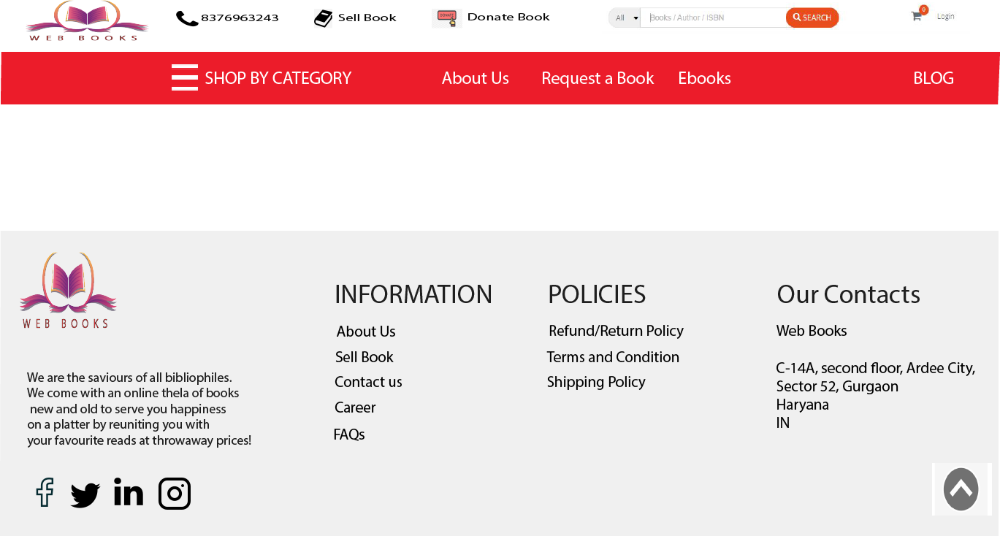 WEB BOOKS
8376963243
Sell Book
Donate Book
All
Books / Author / ISBN
SEARCH
0
Login
SHOP BY CATEGORY
About Us
Request a Book
Ebooks
BLOG
WEB BOOKS
We are the saviours of all bibliophiles.
We come with an online thela of books
new and old to serve you happiness
on a platter by reuniting you with
your favourite reads at throwaway prices!
INFORMATION
About Us
Sell Book
Contact us
Career
FAQs
POLICIES
Refund/Return Policy
Terms and Condition
Shipping Policy
Our Contacts
Web Books
C-14A, second floor, Ardee City,
Sector 52, Gurgaon
Haryana
IN
DONATE